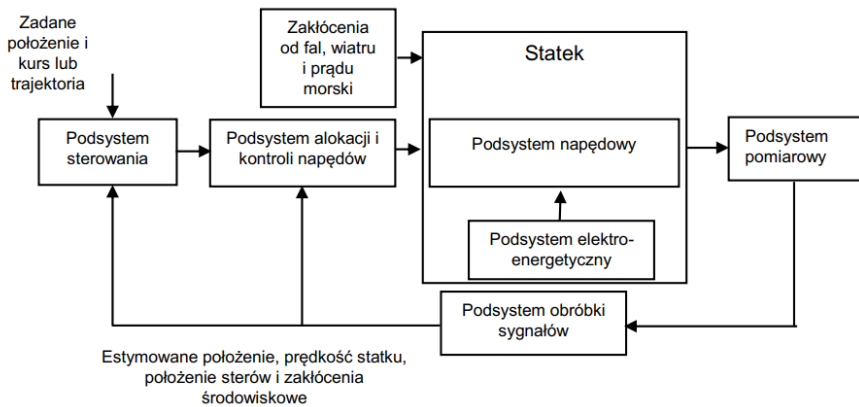 Zadane
położenie i
kurs lub
trajektoria
Zakłócenia
od fal, wiatru
i prądu
morski
Statek
Podsystem
sterowania
Podsystem alokacji i
kontroli napędów
Podsystem napędowy
Podsystem
pomiarowy
Podsystem elektro-
energetyczny
Podsystem obróbki
sygnałów
Estymowane położenie, prędkość statku,
położenie sterów i zakłócenia
środowiskowe